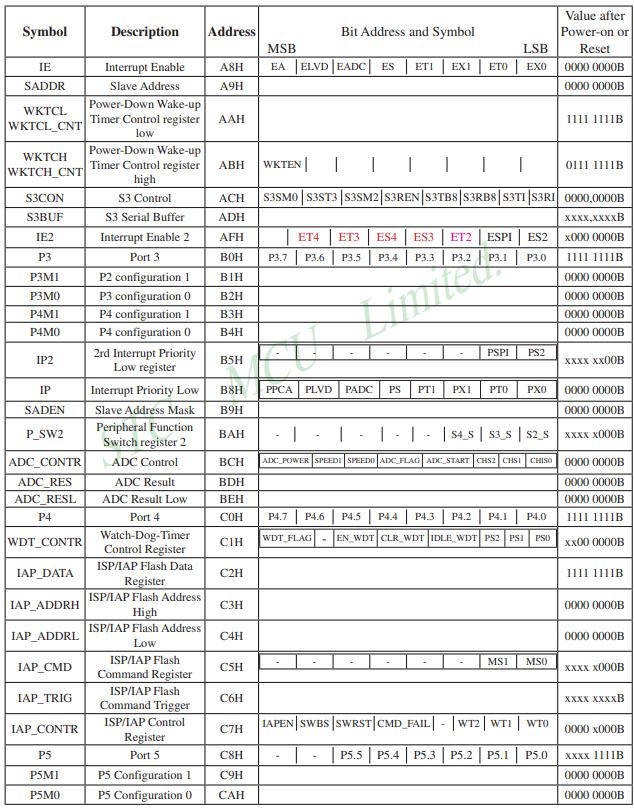 Symbol Description Address Bit Address and Symbol MSB LSB Value after Power-on or Reset
IE Interrupt Enable A8H EA ELVD EADC ES ET1 EX1 ET0 EX0 0000 0000B
SADDR Slave Address A9H 0000 0000B
WKTCL WKTCL_CNT Power-Down Wake-up Timer Control register low AAH 1111 1111B
WKTCH WKTCH_CNT Power-Down Wake-up Timer Control register high ABH WKTEN 0111 1111B
S3CON S3 Control ACH S3SM0 S3ST3 S3SM2 S3REN S3TB8 S3RB8 S3TI S3RI 0000,0000B
S3BUF S3 Serial Buffer ADH xxxx,xxxxB
IE2 Interrupt Enable 2 AFH ET4 ET3 ES4 ES3 ET2 ESPI ES2 x000 0000B
P3 Port 3 B0H P3.7 P3.6 P3.5 P3.4 P3.3 P3.2 P3.1 P3.0 1111 1111B
P3M1 P2 configuration 1 B1H 0000 0000B
P3M0 P3 configuration 0 B2H 0000 0000B
P4M1 P4 configuration 1 B3H 0000 0000B
P4M0 P4 configuration 0 B4H 0000 0000B
IP2 2rd Interrupt Priority Low register B5H - - - - - - PSPI PS2 xxxx xx00B
IP Interrupt Priority Low B8H PPCA PLVD PADC PS PT1 PX1 PT0 PX0 0000 0000B
SADEN Slave Address Mask B9H 0000 0000B
P_SW2 Peripheral Function Switch register 2 BAH - - - - - S4_S S3_S S2_S xxxx x000B
ADC_CONTR ADC Control BCH ADC_POWER SPEED1 SPEED0 ADC_FLAG ADC_START CHS2 CHS1 CHIS0 0000 0000B
ADC_RES ADC Result BDH 0000 0000B
ADC_RESL ADC Result Low BEH 0000 0000B
P4 Port 4 C0H P4.7 P4.6 P4.5 P4.4 P4.3 P4.2 P4.1 P4.0 1111 1111B
WDT_CONTR Watch-Dog-Timer Control Register C1H WDT_FLAG - EN_WDT CLR_WDT IDLE_WDT PS2 PS1 PS0 xx00 0000B
IAP_DATA ISP/IAP Flash Data Register C2H 1111 1111B
IAP_ADDRH ISP/IAP Flash Address High C3H 0000 0000B
IAP_ADDRL ISP/IAP Flash Address Low C4H 0000 0000B
IAP_CMD ISP/IAP Flash Command Register C5H - - - - - - MS1 MS0 xxxx x000B
IAP_TRIG ISP/IAP Flash Command Trigger C6H xxxx xxxxB
IAP_CONTR ISP/IAP Control Register C7H IAPEN SWBS SWRST CMD_FAIL - WT2 WT1 WT0 0000 x000B
P5 Port 5 C8H - - P5.5 P5.4 P5.3 P5.2 P5.1 P5.0 xxxx 1111B
P5M1 P5 Configuration 1 C9H 0000 0000B
P5M0 P5 Configuration 0 CAH 0000 0000B
STC MCU Limited.